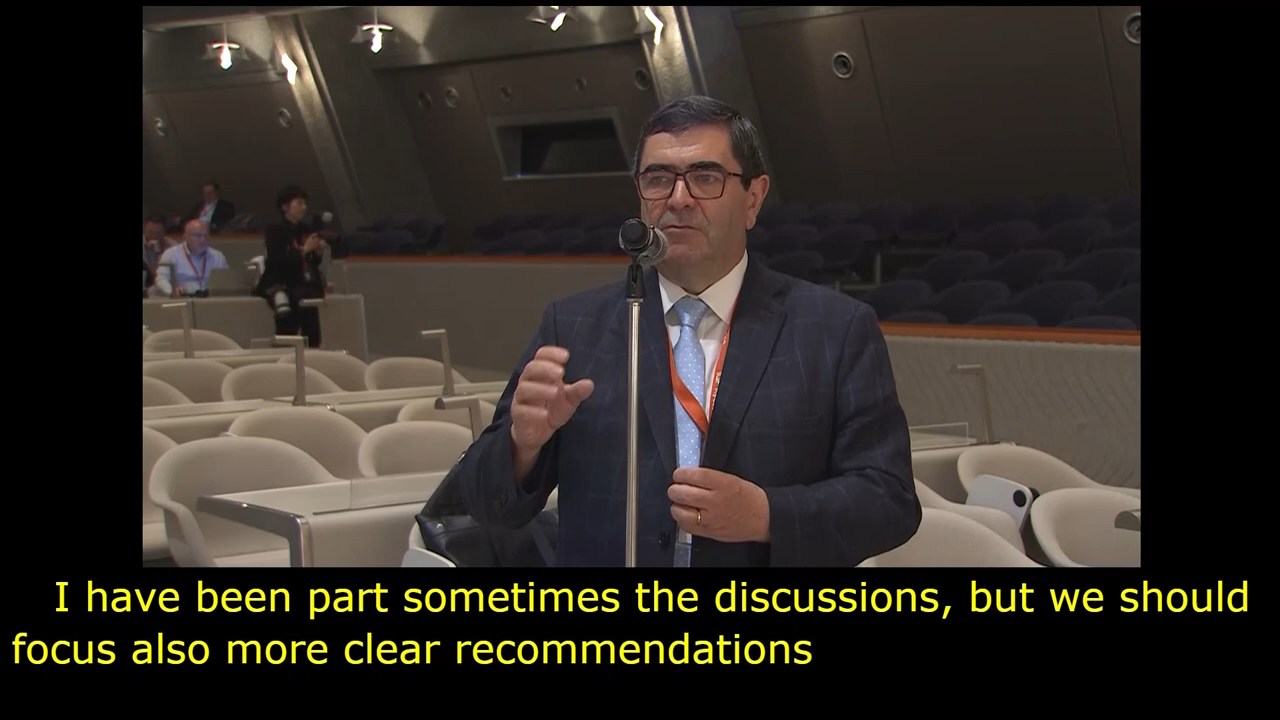 I have been part sometimes the discussions, but we should
focus also more clear recommendations